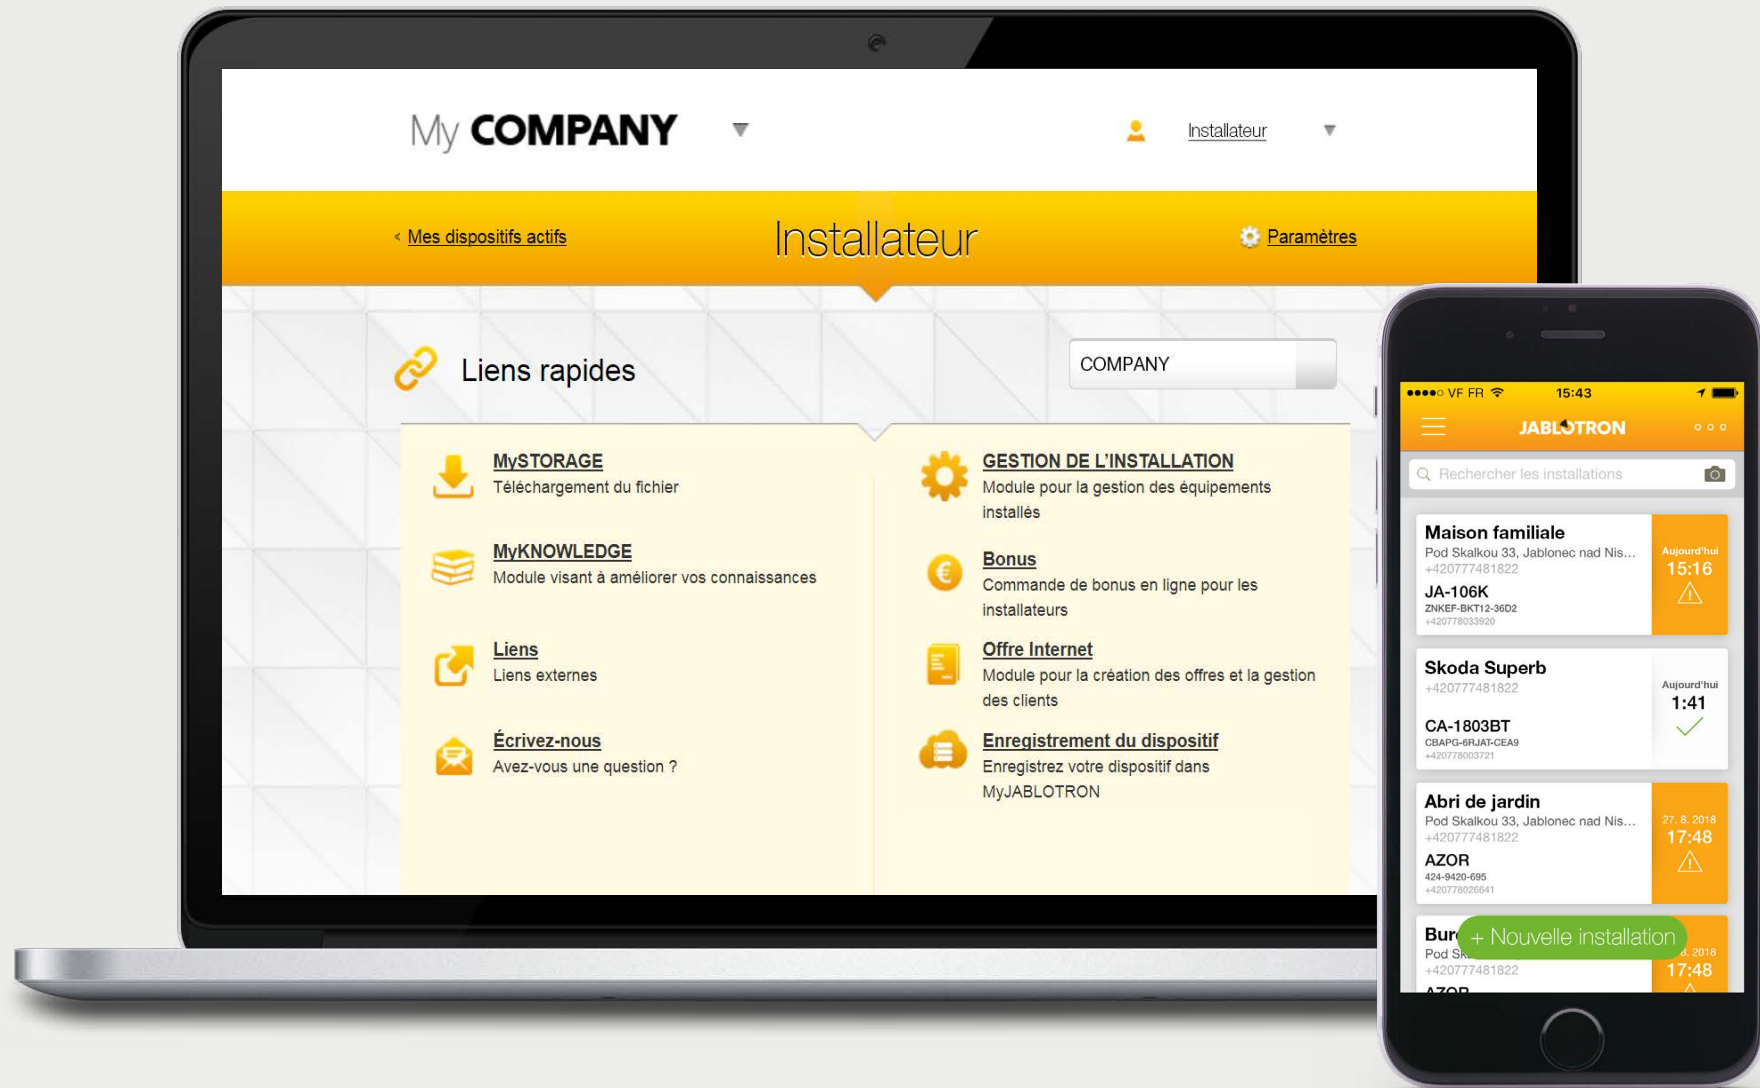 My COMPANY
Installateur
< Mes dispositifs actifs
Installateur
Paramètres
Liens rapides
COMPANY
MySTORAGE
Téléchargement du fichier
MyKNOWLEDGE
Module visant à améliorer vos connaissances
Liens
Liens externes
Écrivez-nous
Avez-vous une question ?
GESTION DE L'INSTALLATION
Module pour la gestion des équipements
installés
Bonus
Commande de bonus en ligne pour les
installateurs
Offre Internet
Module pour la création des offres et la gestion
des clients
Enregistrement du dispositif
Enregistrez votre dispositif dans
MyJABLOTRON
VF FR
15:43
JABLOTRON
Rechercher les installations
Maison familiale
Pod Skalkou 33, Jablonec nad Nis...
+420777481822
JA-106K
ZNKEF-BKT12-36D2
+420778033920
Aujourd'hui
15:16
Skoda Superb
+420777481822
CA-1803BT
CBAPG-6RJAT-CEA9
+420778003721
Aujourd'hui
1:41
Abri de jardin
Pod Skalkou 33, Jablonec nad Nis...
+420777481822
AZOR
424-9420-695
+420778026641
27. 8. 2018
17:48
+ Nouvelle installation
+420777481822
AZOR
2018
17:48